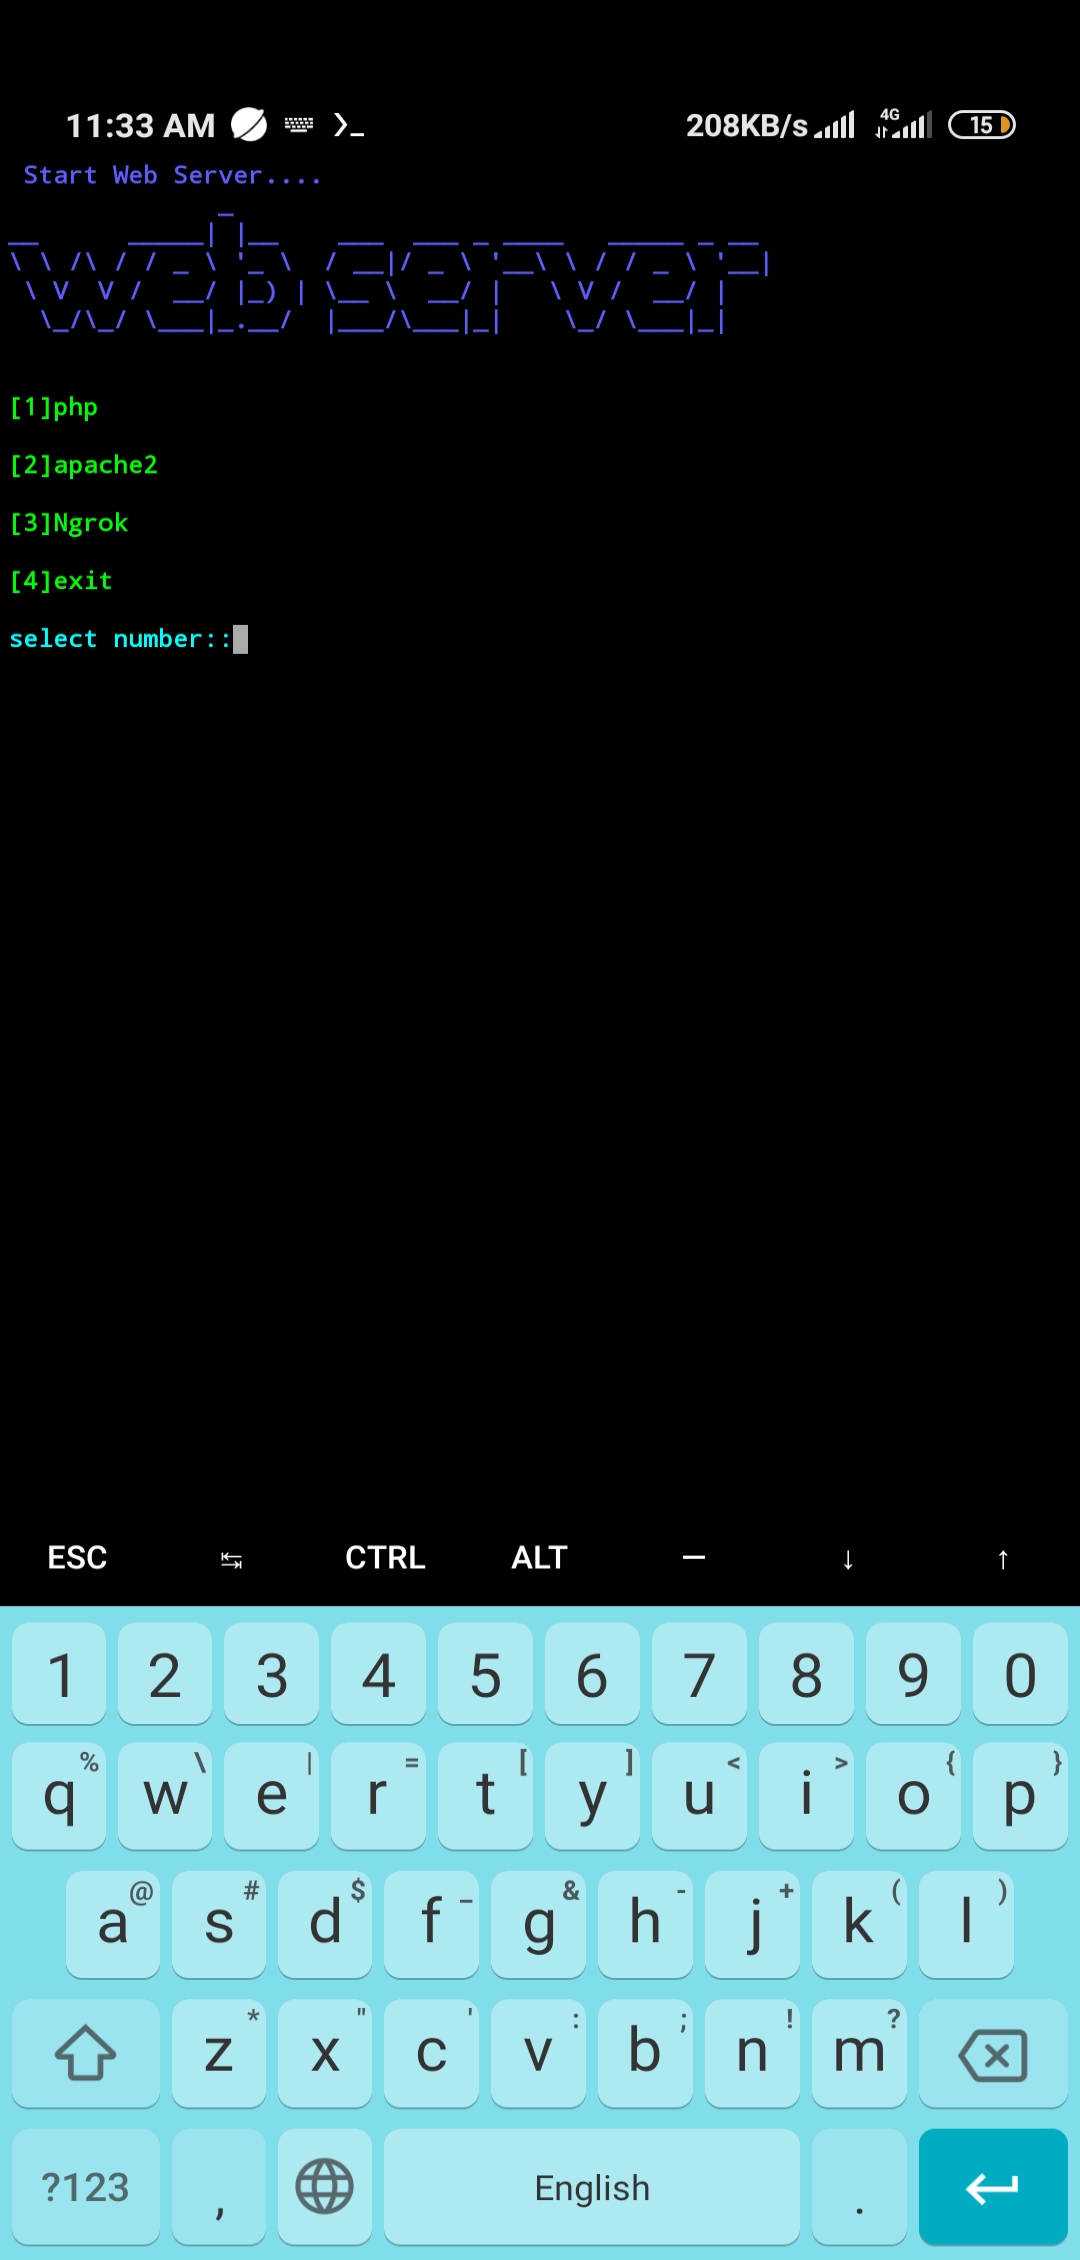 11:33 AM 208KB/s 4G 15
Start Web Server....
web server
[1]php
[2]apache2
[3]Ngrok
[4]exit
select number::
ESC ↹ CTRL ALT — ↓ ↑
1 2 3 4 5 6 7 8 9 0
q % w \ e | r = t [ y ] u < i > o { p }
a @ s # d $ f _ g & h - j + k ( l )
z * x " c ' v : b ; n ! m ?
?123 , English .